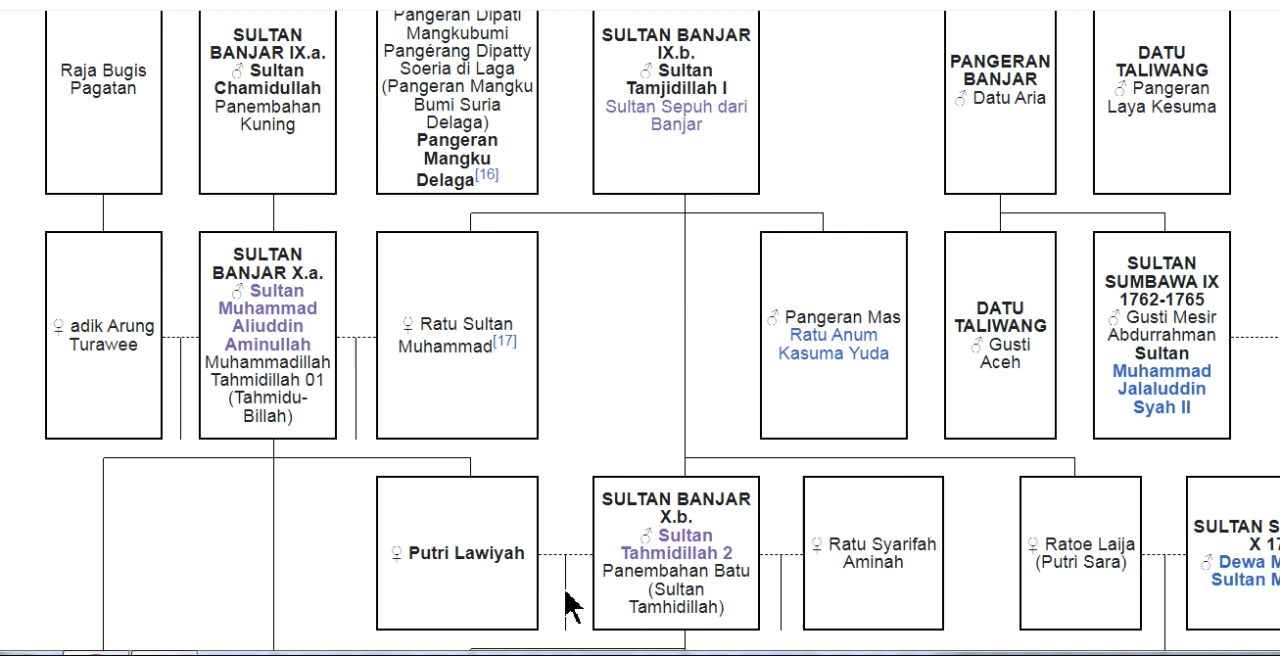 Raja Bugis
Pagatan
SULTAN
BANJAR IX.a.
♂ Sultan
Chamidullah
Panembahan
Kuning
Pangeran Dipati
Mangkubumi
Pangérang Dipatty
Soeria di Laga
(Pangeran Mangku
Bumi Suria
Delaga)
Pangeran
Mangku
Delaga[16]
SULTAN BANJAR
IX.b.
♂ Sultan
Tamjidillah I
Sultan Sepuh dari
Banjar
PANGERAN
BANJAR
♂ Datu Aria
DATU
TALIWANG
♂ Pangeran
Laya Kesuma
♀ adik Arung
Turawee
SULTAN
BANJAR X.a.
♂ Sultan
Muhammad
Aliuddin
Aminullah
Muhammadillah
Tahmidillah 01
(Tahmidu-
Billah)
♀ Ratu Sultan
Muhammad[17]
♂ Pangeran Mas
Ratu Anum
Kasuma Yuda
DATU
TALIWANG
♂ Gusti
Aceh
SULTAN
SUMBAWA IX
1762-1765
♂ Gusti Mesir
Abdurrahman
Sultan
Muhammad
Jalaluddin
Syah II
♀ Putri Lawiyah
SULTAN BANJAR
X.b.
♂ Sultan
Tahmidillah 2
Panembahan Batu
(Sultan
Tamhidillah)
♀ Ratu Syarifah
Aminah
♀ Ratoe Laija
(Putri Sara)
SULTAN S
X 17
♂ Dewa M
Sultan M